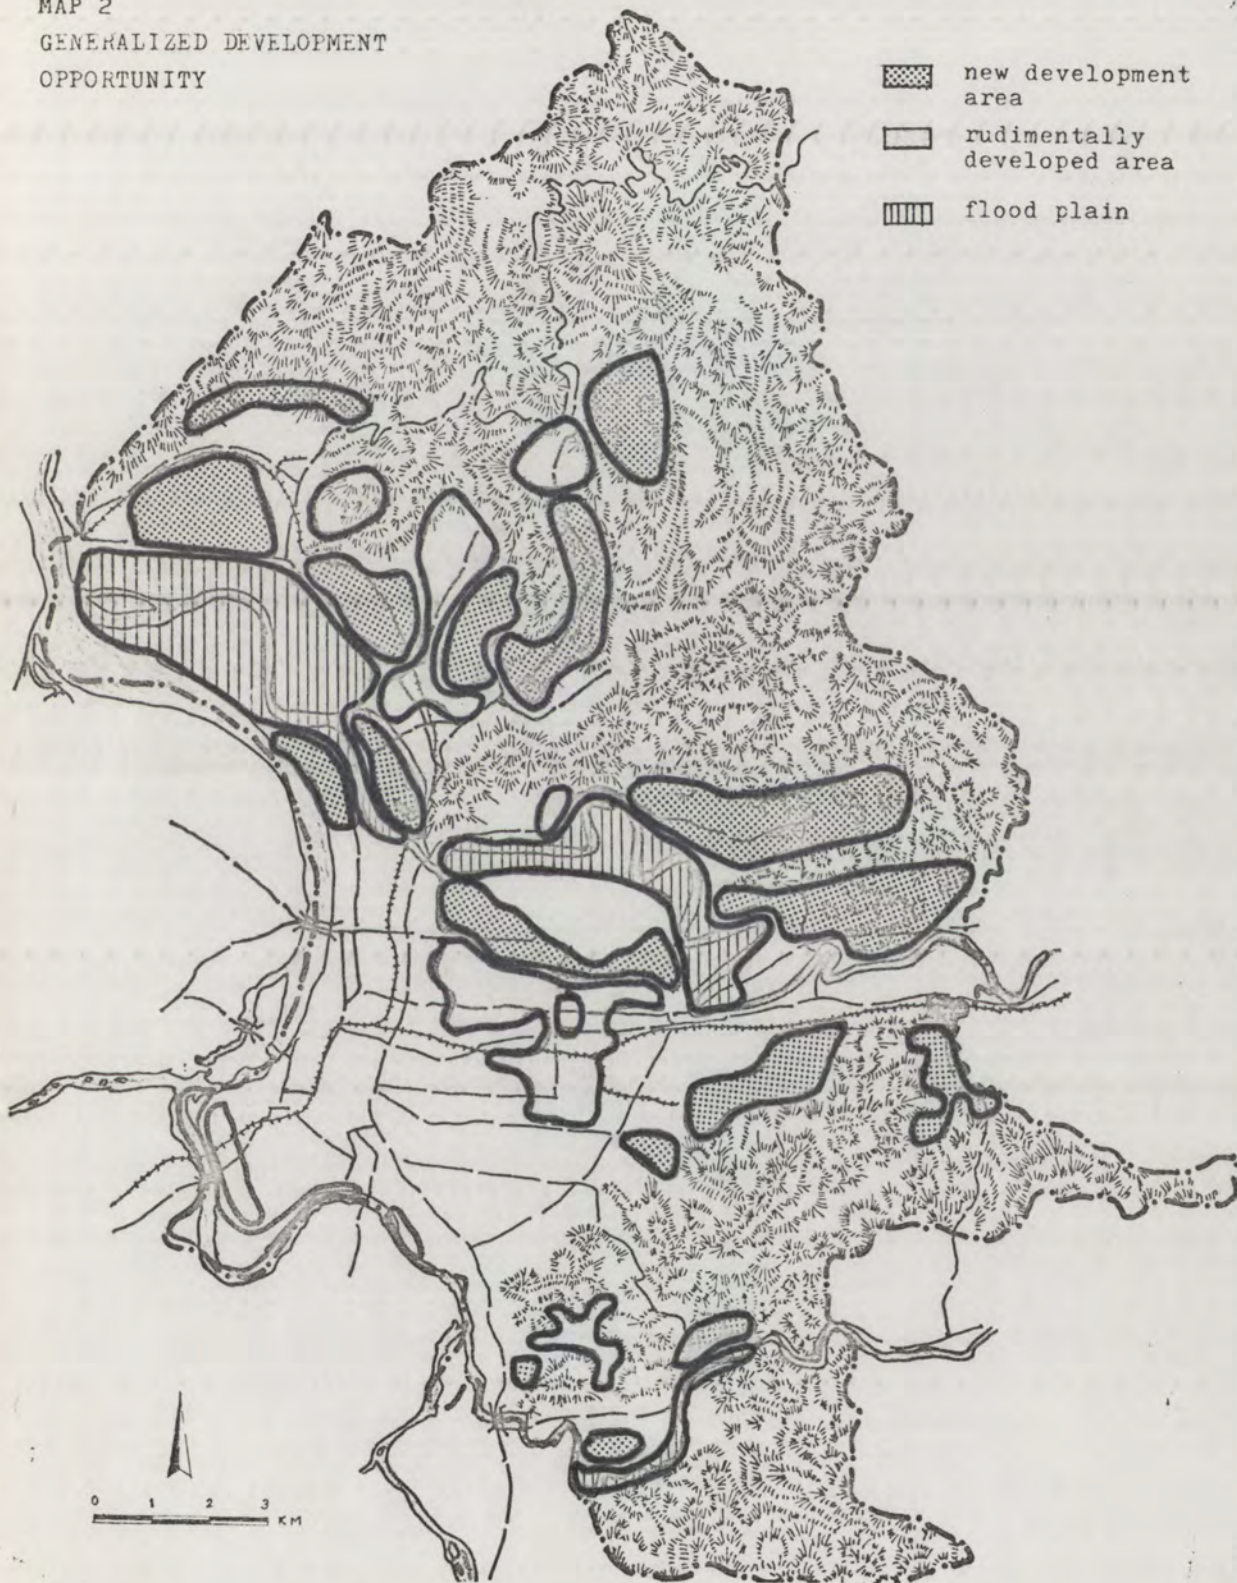 MAP 2
GENERALIZED DEVELOPMENT
OPPORTUNITY
new development
area
rudimentally
developed area
flood plain
0 1 2 3
KM